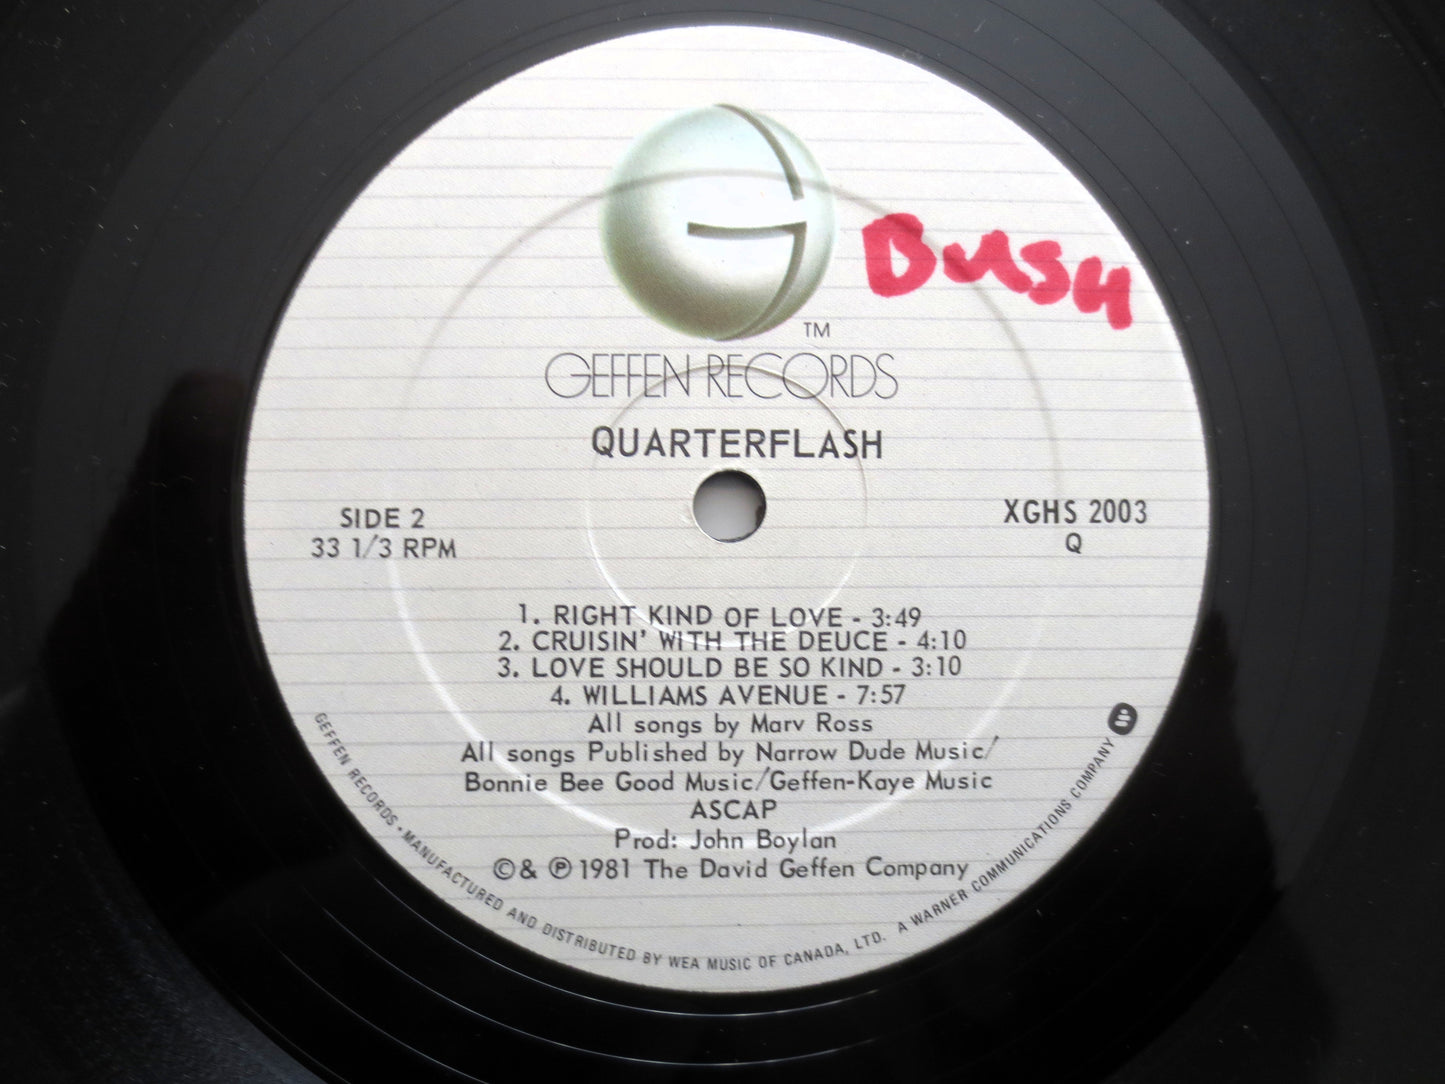 Bush
TM
GEFFEN RECORDS
QUARTERFLASH
SIDE 2
33 1/3 RPM
XGHS 2003
Q
1. RIGHT KIND OF LOVE - 3:49
2. CRUISIN' WITH THE DEUCE - 4:10
3. LOVE SHOULD BE SO KIND - 3:10
4. WILLIAMS AVENUE - 7:57
All songs by Marv Ross
All songs Published by Narrow Dude Music/
Bonnie Bee Good Music/Geffen-Kaye Music
ASCAP
Prod: John Boylan
©& ℗ 1981 The David Geffen Company
GEFFEN RECORDS • MANUFACTURED AND DISTRIBUTED BY WEA MUSIC OF CANADA, LTD. A WARNER COMMUNICATIONS COMPANY